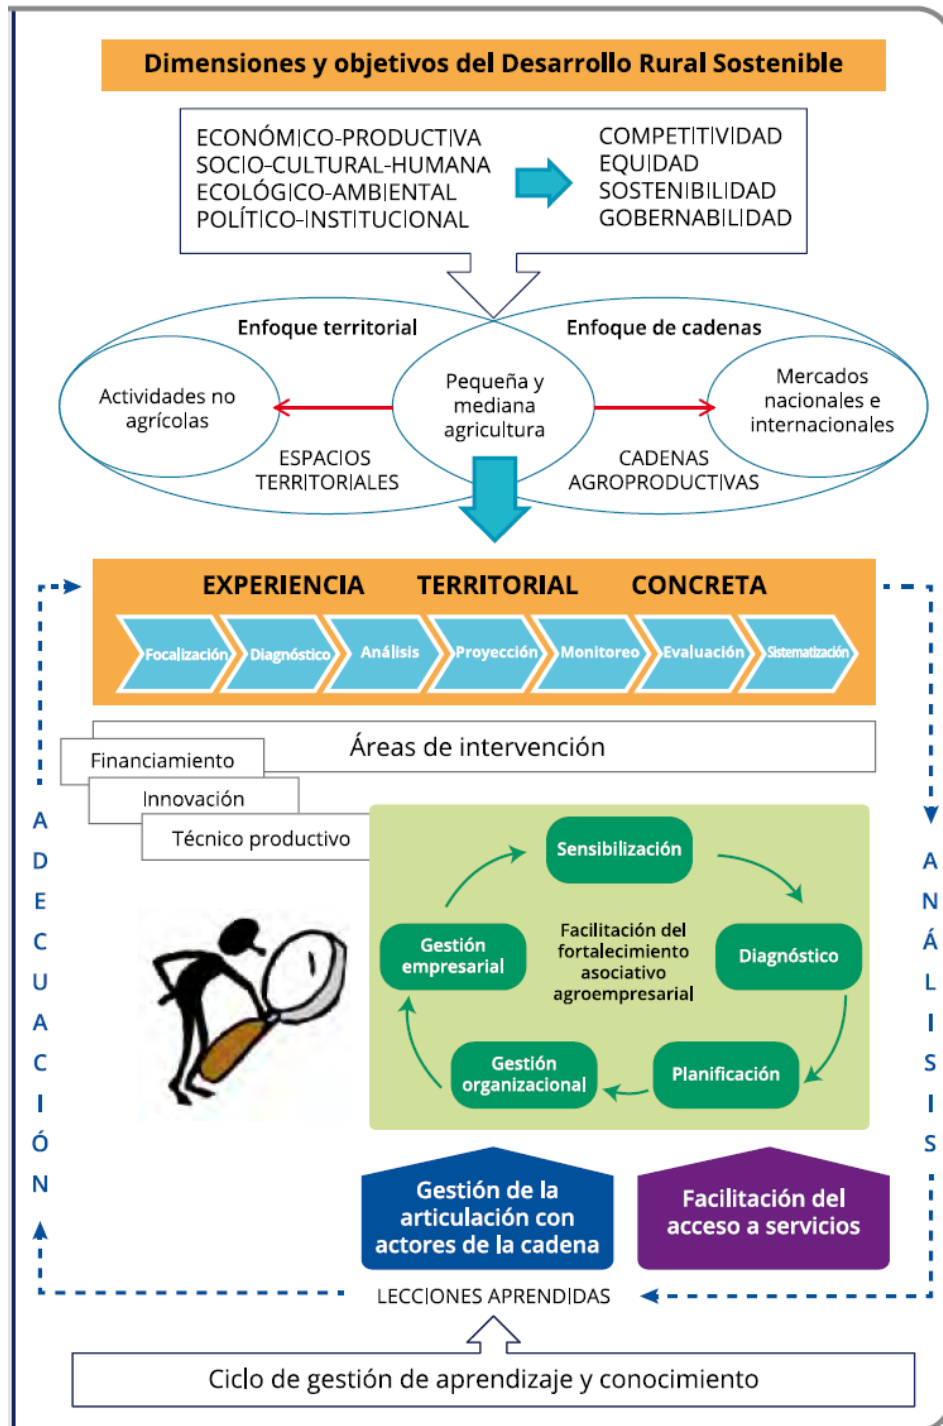 Dimensiones y objetivos del Desarrollo Rural Sostenible
ECONÓMICO-PRODUCTIVA
SOCIO-CULTURAL-HUMANA
ECOLÓGICO-AMBIENTAL
POLÍTICO-INSTITUCIONAL
COMPETITIVIDAD
EQUIDAD
SOSTENIBILIDAD
GOBERNABILIDAD
Enfoque territorial
Enfoque de cadenas
Actividades no
agrícolas
Pequeña y
mediana
agricultura
Mercados
nacionales e
internacionales
ESPACIOS
TERRITORIALES
CADENAS
AGROPRODUCTIVAS
EXPERIENCIA TERRITORIAL CONCRETA
Focalización
Diagnóstico
Análisis
Proyección
Monitoreo
Evaluación
Sistematización
Áreas de intervención
Financiamiento
Innovación
Técnico productivo
ADECUACIÓN
ANÁLISIS
Sensibilización
Diagnóstico
Planificación
Gestión
organizacional
Gestión
empresarial
Facilitación del
fortalecimiento
asociativo
agroempresarial
Gestión de la
articulación con
actores de la cadena
Facilitación del
acceso a servicios
LECCIONES APRENDIDAS
Ciclo de gestión de aprendizaje y conocimiento